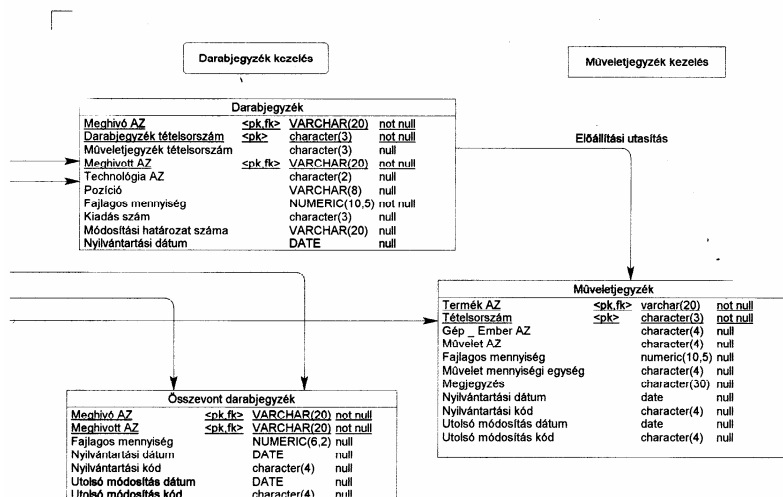 Darabjegyzék kezelés
Műveletjegyzék kezelés
Darabjegyzék
Meghivó AZ <pk,fk> VARCHAR(20) not null
Darabjegyzék tételsorszám <pk> character(3) not null
Műveletjegyzék tételsorszám character(3) null
Meghivott AZ <pk,fk> VARCHAR(20) not null
Technológia AZ character(2) null
Pozíció VARCHAR(8) null
Fajlagos mennyiség NUMERIC(10,5) not null
Kiadás szám character(3) null
Módosítási határozat száma VARCHAR(20) null
Nyilvántartási dátum DATE null
Előállítási utasítás
Műveletjegyzék
Termék AZ <pk,fk> varchar(20) not null
Tételsorszám <pk> character(3) not null
Gép _ Ember AZ character(4) null
Művelet AZ character(4) null
Fajlagos mennyiség numeric(10,5) null
Művelet mennyiségi egység character(4) null
Megjegyzés character(30) null
Nyilvántartási dátum date null
Nyilvántartási kód character(4) null
Utolsó módosítás dátum date null
Utolsó módosítás kód character(4) null
Összevont darabjegyzék
Meghivó AZ <pk,fk> VARCHAR(20) not null
Meghivott AZ <pk,fk> VARCHAR(20) not null
Fajlagos mennyiség NUMERIC(6,2) null
Nyilvántartási dátum DATE null
Nyilvántartási kód character(4) null
Utolsó módosítás dátum DATE null
Utolsó módosítás kód character(4) null